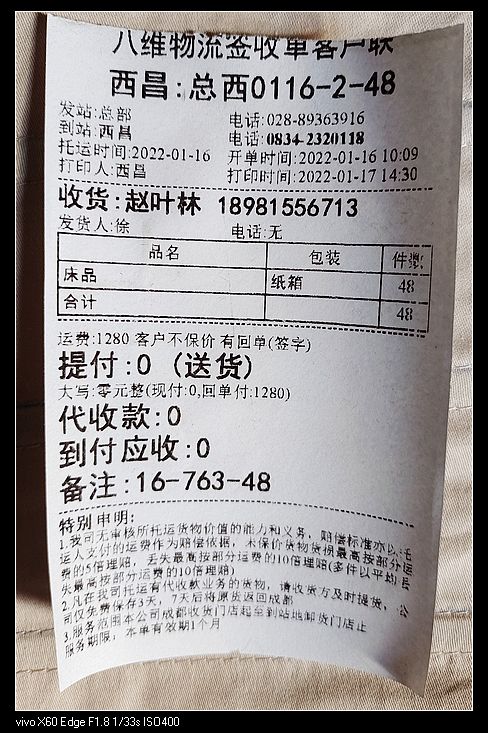 八维物流签收单客户联
西昌:总西0116-2-48
发站:总部 电话:028-89363916
到站:西昌 电话:0834-2320118
托运时间:2022-01-16 开单时间:2022-01-16 10:09
打印人:西昌 打印时间:2022-01-17 14:30
收货:赵叶林 18981556713
发货人:徐 电话:无
品名 包装 件数
床品 纸箱 48
合计 48
运费:1280 客户不保价 有回单(签字)
提付:0 (送货)
大写:零元整(现付:0,回单付:1280)
代收款:0
到付应收:0
备注:16-763-48
特别申明:
1.我司无审核所托运货物价值的能力和义务，赔偿标准亦以托
运人支付的运费作为赔偿依据，未保价货物货损最高按部分运
费的5倍理赔，丢失最高按部分运费的10倍理赔(多件以平均丢
失最高按部分运费的10倍理赔)
2.凡在我司托运有代收款业务的货物，请收货方及时提货，公
司仅免费保存3天，7天后将原货返回成都
3.服务范围本公司成都收货门店起至到站地卸货门店止
服务期限：本单有效期1个月
vivo X60 Edge F1.8 1/33s ISO400